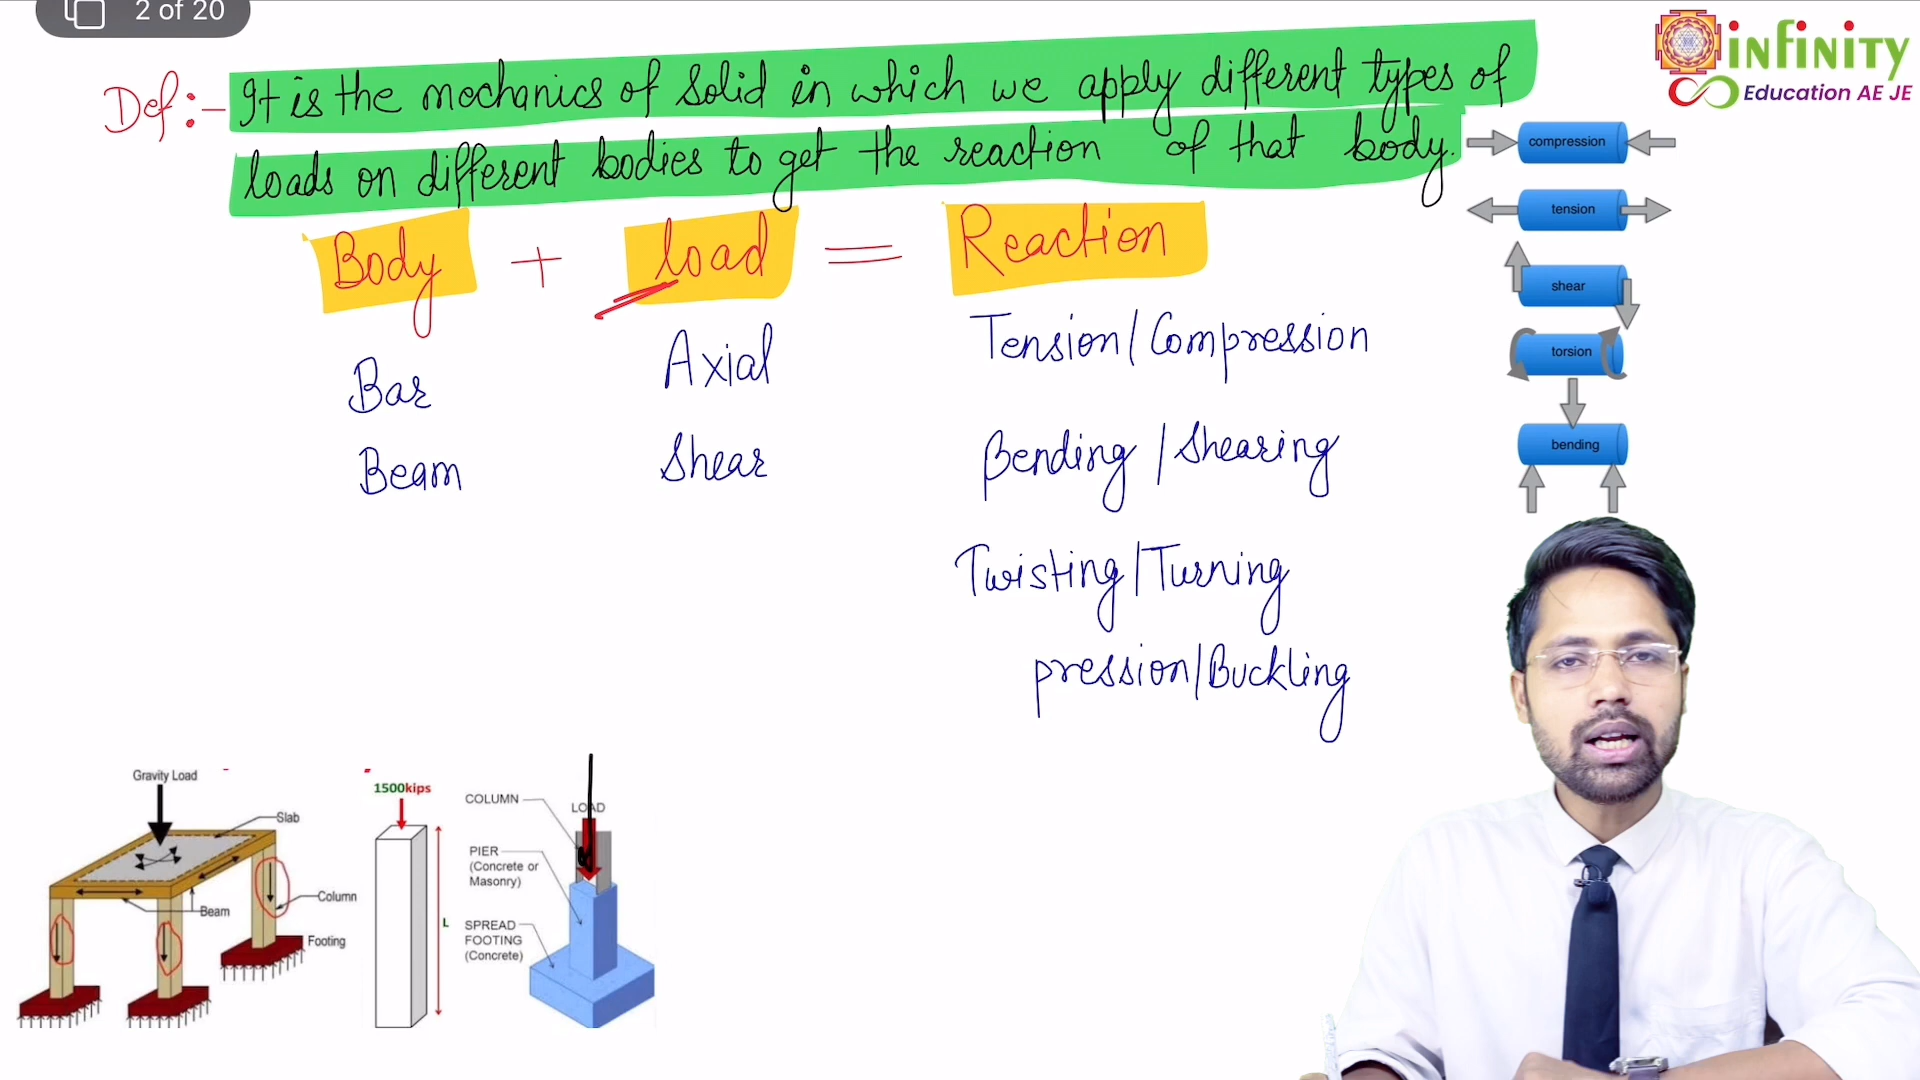 2 of 20
infinity
Education AE JE
Def:- It is the mechanics of Solid in which we apply different types of
loads on different bodies to get the reaction of that body.
Body + load = Reaction
Bar Axial Tension/Compression
Beam Shear Bending/Shearing
Twisting/Turning
pression/Buckling
compression
tension
shear
torsion
bending
Gravity Load
Slab
Column
Beam
Footing
1500kips
L
COLUMN
LOAD
PIER
(Concrete or
Masonry)
SPREAD
FOOTING
(Concrete)